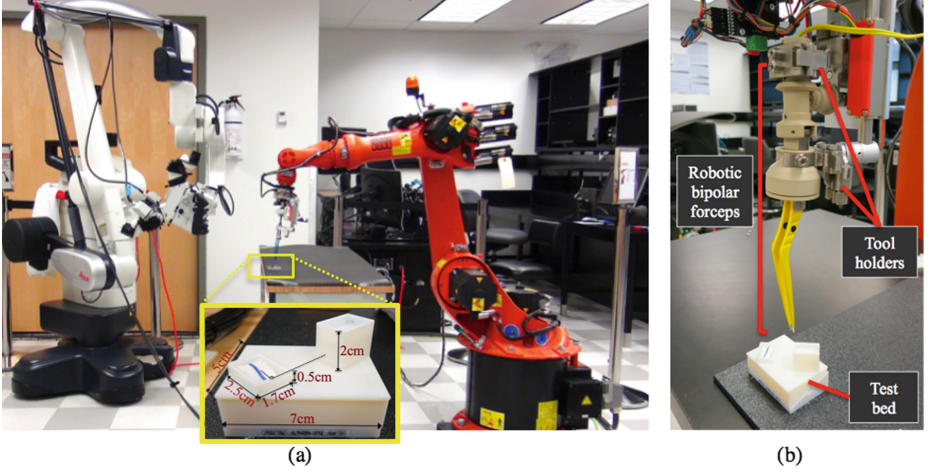 5cm
2.5cm
1.7cm
0.5cm
2cm
7cm
Robotic
bipolar
forceps
Tool
holders
Test
bed
(a)
(b)